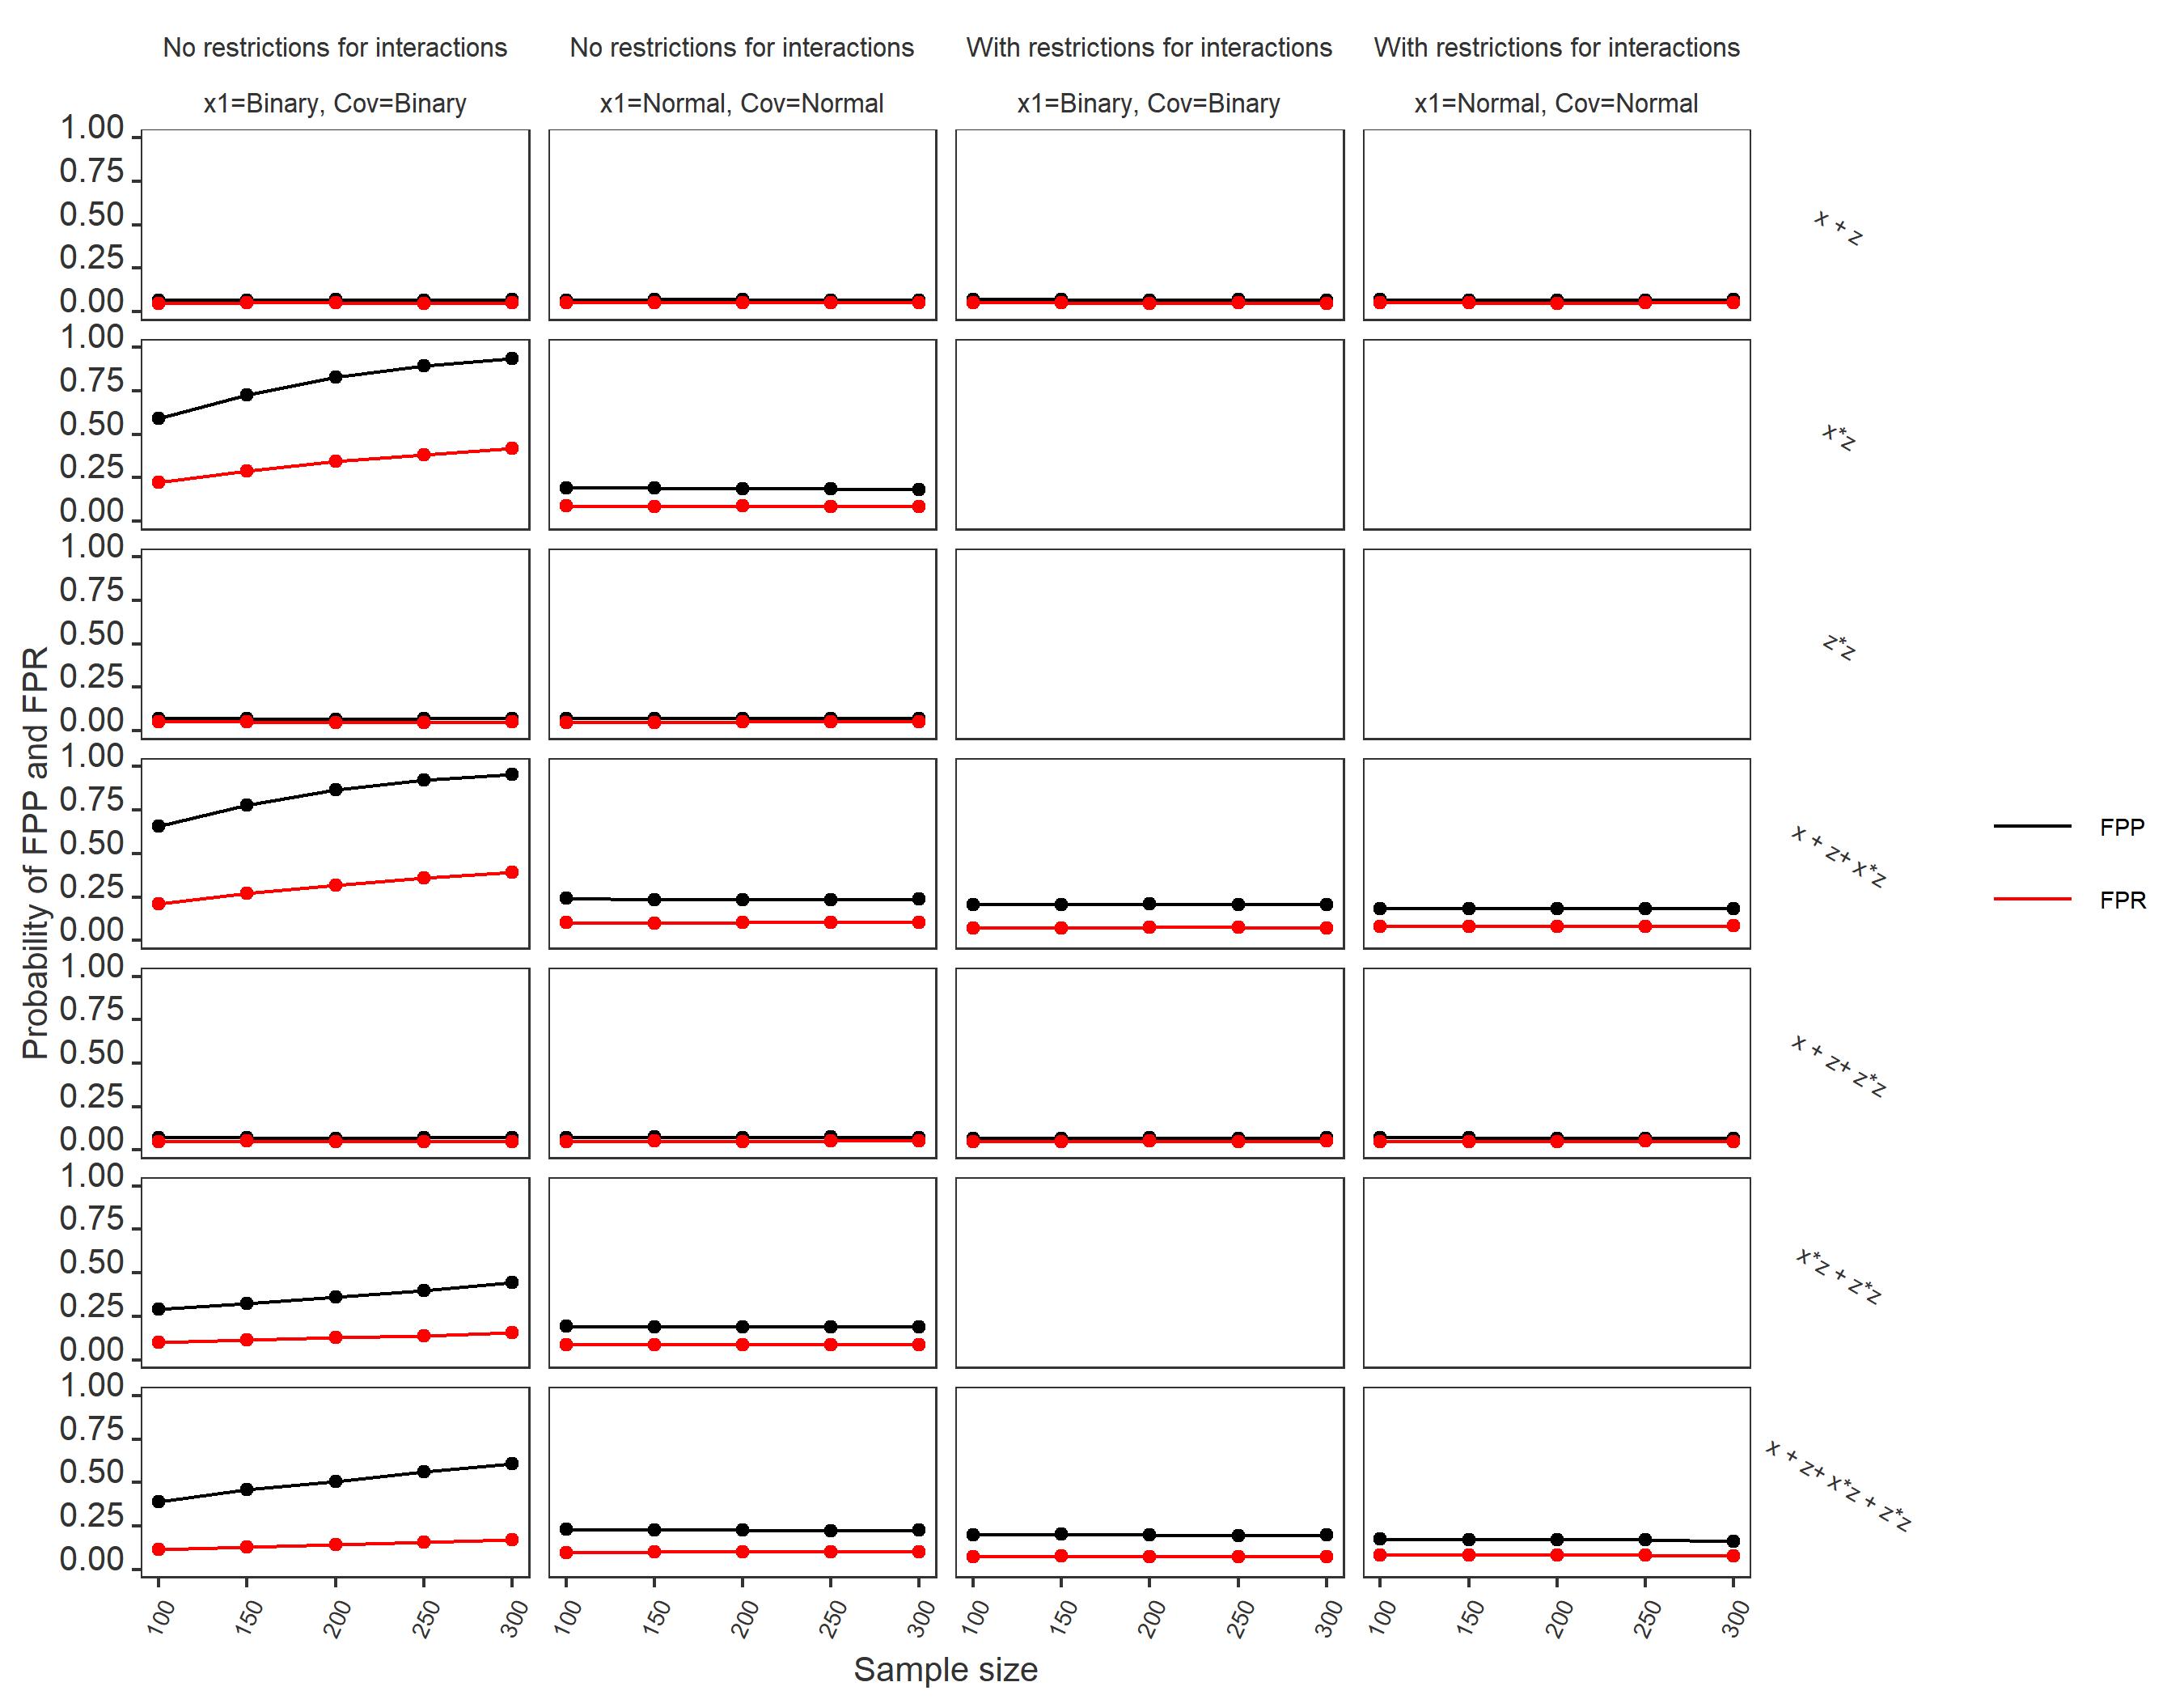 No restrictions for interactions
No restrictions for interactions
With restrictions for interactions
With restrictions for interactions
x1=Binary, Cov=Binary
x1=Normal, Cov=Normal
x1=Binary, Cov=Binary
x1=Normal, Cov=Normal
1.00
0.75
0.50
0.25
0.00
x + z
1.00
0.75
0.50
0.25
0.00
x*z
1.00
0.75
0.50
0.25
0.00
z*z
1.00
0.75
0.50
0.25
0.00
x + z+ x*z
1.00
0.75
0.50
0.25
0.00
x + z+ z*z
1.00
0.75
0.50
0.25
0.00
x*z + z*z
1.00
0.75
0.50
0.25
0.00
x + z+ x*z + z*z
Probability of FPP and FPR
100 150 200 250 300
100 150 200 250 300
100 150 200 250 300
100 150 200 250 300
Sample size
FPP
FPR